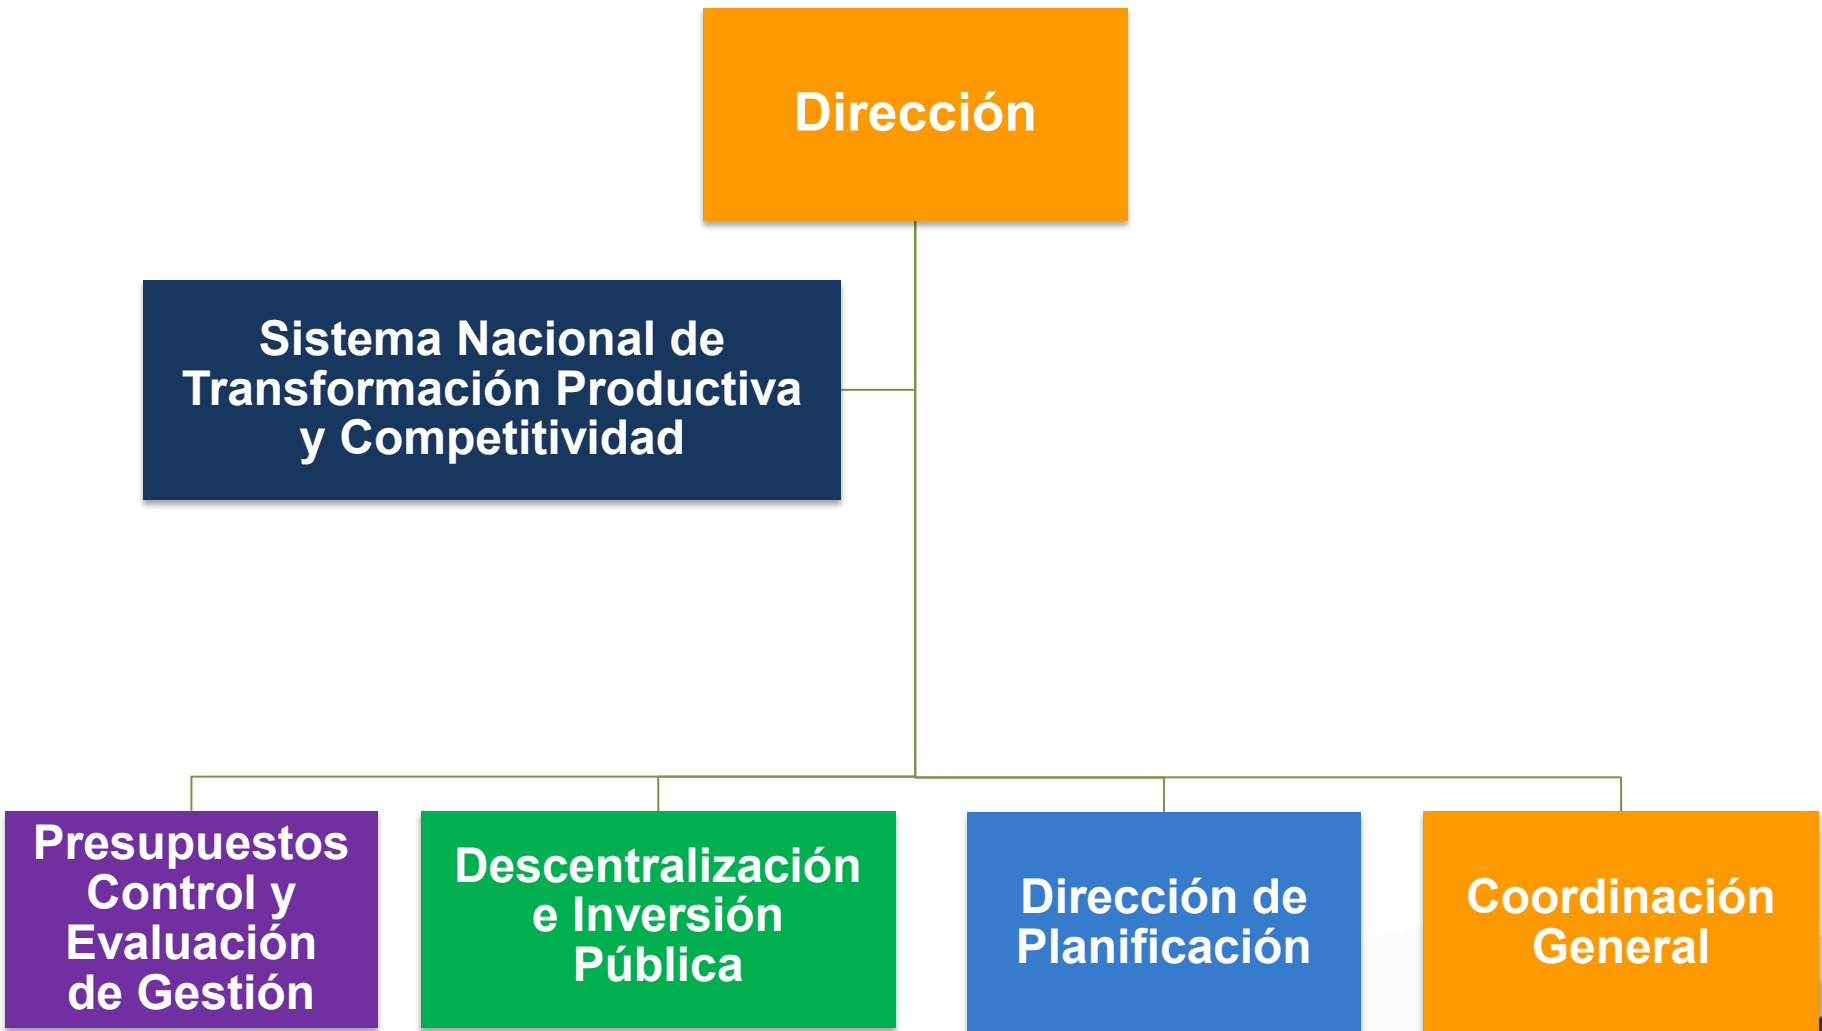 Dirección
Sistema Nacional de
Transformación Productiva
y Competitividad
Presupuestos
Control y
Evaluación
de Gestión
Descentralización
e Inversión
Pública
Dirección de
Planificación
Coordinación
General